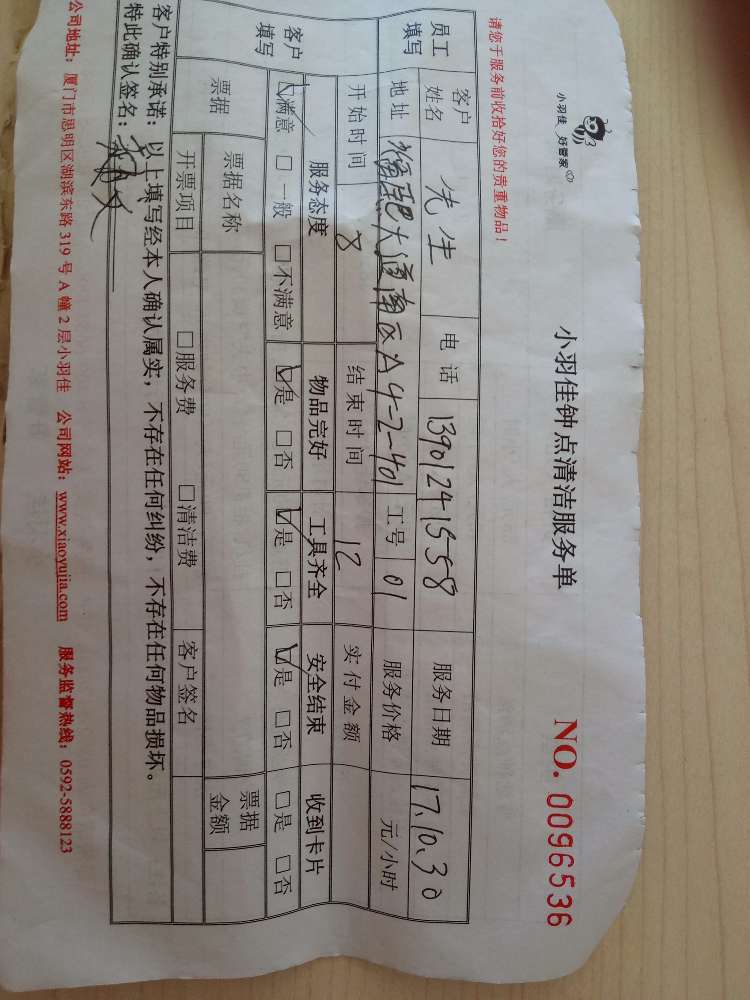 小羽佳 好管家
小羽佳钟点清洁服务单
NO. 0096536
请您于服务前收拾好您的贵重物品!
员工填写 客户姓名 先生 电话 13901241558 服务日期 17.10.30
地址 大道南区A4-2-401 工号 01 服务价格 元/小时
开始时间 8 结束时间 12 实付金额
客户填写 服务态度 物品完好 工具齐全 安全结束 收到卡片
☑满意 □一般 □不满意 ☑是 □否 ☑是 □否 ☑是 □否 □是 □否
票据 票据名称 票据金额
开票项目 □服务费 □清洁费 客户签名
客户特别承诺:以上填写经本人确认属实,不存在任何纠纷,不存在任何物品损坏。
特此确认签名:
公司地址:厦门市思明区湖滨东路 319 号 A 幢 2 层小羽佳 公司网站:www.xiaoyujia.com 服务监督热线:0592-5888123